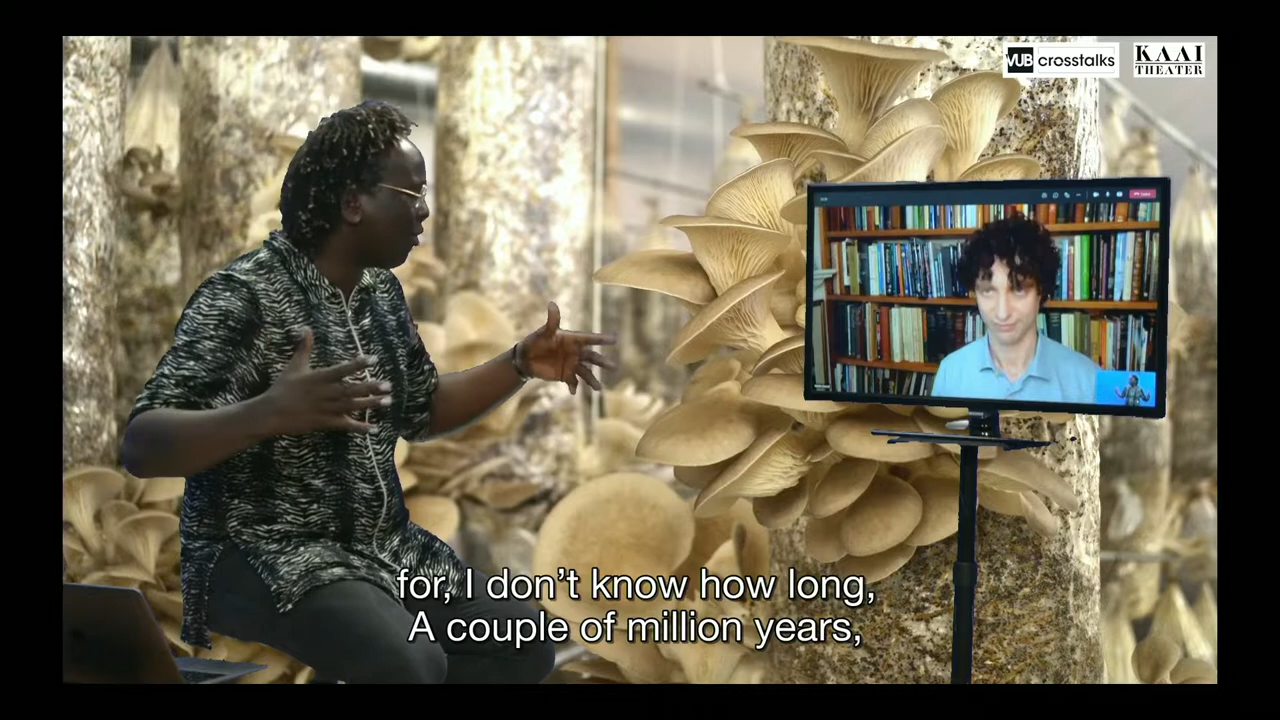 VUB crosstalks
KAAI
THEATER
for, I don't know how long,
A couple of million years,